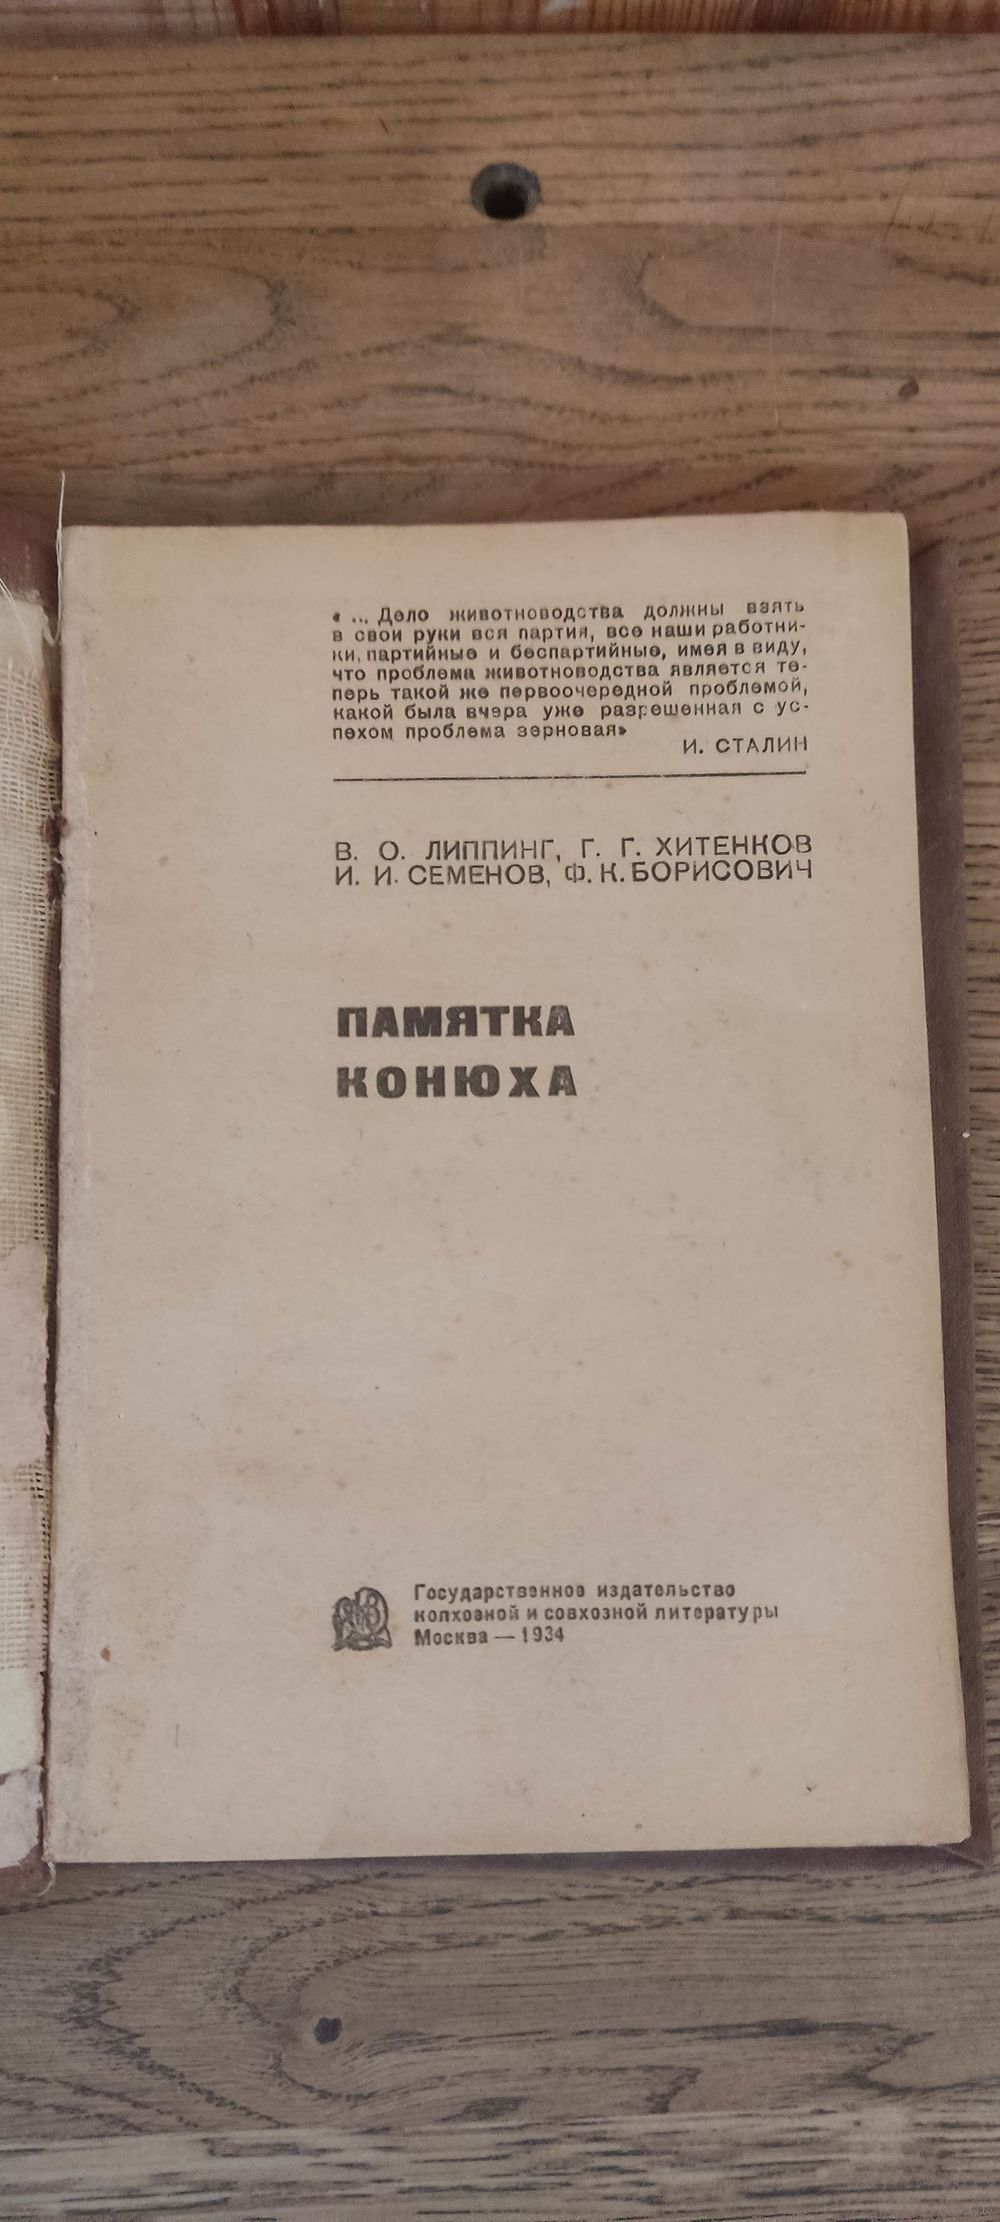 «... Дело животноводства должны взять
в свои руки вся партия, все наши работни-
ки, партийные и беспартийные, имея в виду,
что проблема животноводства является те-
перь такой же первоочередной проблемой,
какой была вчера уже разрешенная с ус-
пехом проблема зерновая»
И. СТАЛИН
В. О. ЛИППИНГ, Г. Г. ХИТЕНКОВ
И. И. СЕМЕНОВ, Ф. К. БОРИСОВИЧ
ПАМЯТКА
КОНЮХА
Государственное издательство
колхозной и совхозной литературы
Москва — 1934